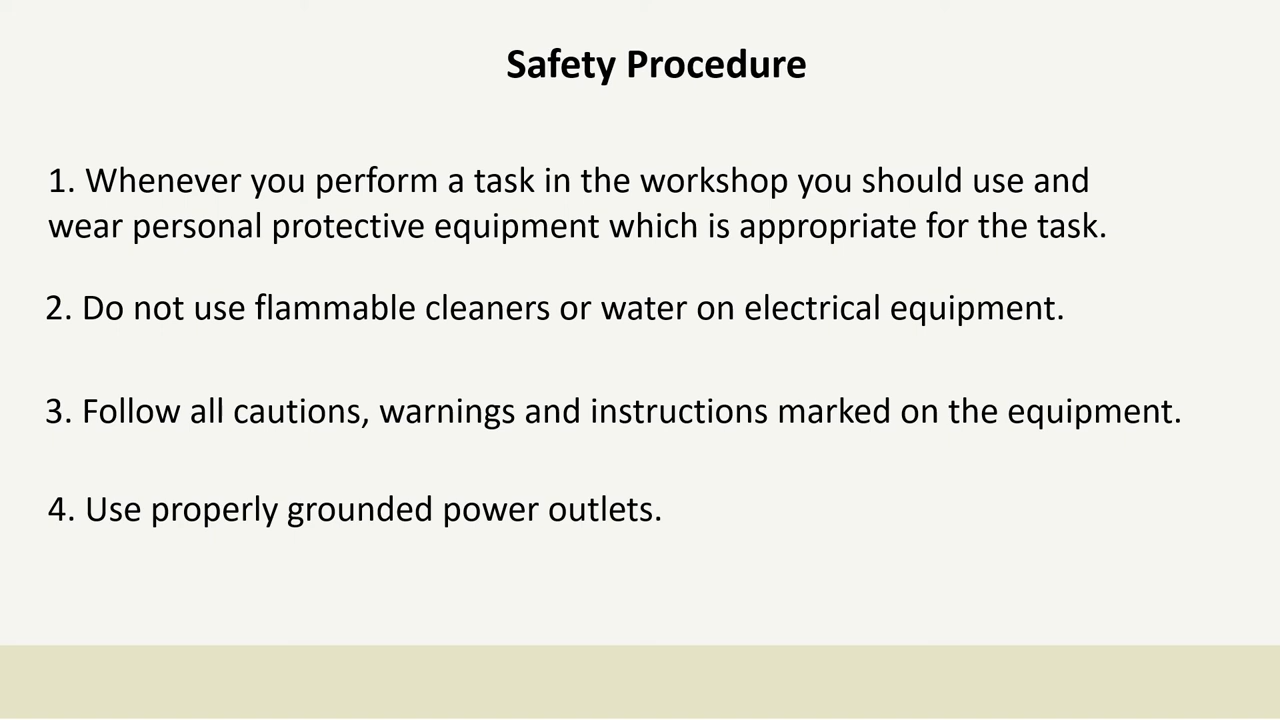 Safety Procedure
1. Whenever you perform a task in the workshop you should use and
wear personal protective equipment which is appropriate for the task.
2. Do not use flammable cleaners or water on electrical equipment.
3. Follow all cautions, warnings and instructions marked on the equipment.
4. Use properly grounded power outlets.